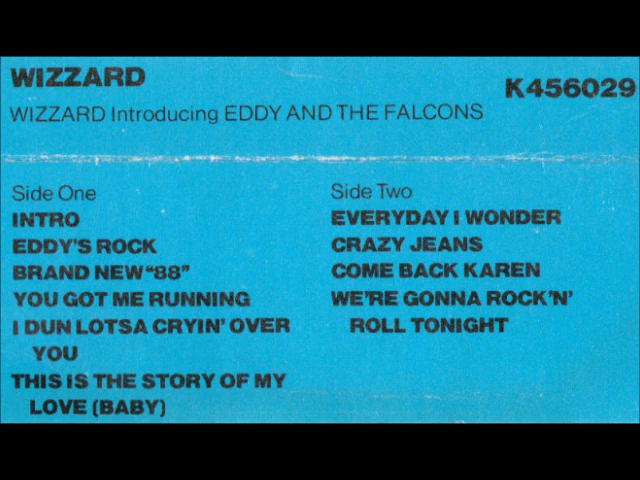 WIZZARD
K456029
WIZZARD Introducing EDDY AND THE FALCONS
Side One
INTRO
EDDY'S ROCK
BRAND NEW "88"
YOU GOT ME RUNNING
I DUN LOTSA CRYIN' OVER
YOU
THIS IS THE STORY OF MY
LOVE (BABY)
Side Two
EVERYDAY I WONDER
CRAZY JEANS
COME BACK KAREN
WE'RE GONNA ROCK 'N'
ROLL TONIGHT